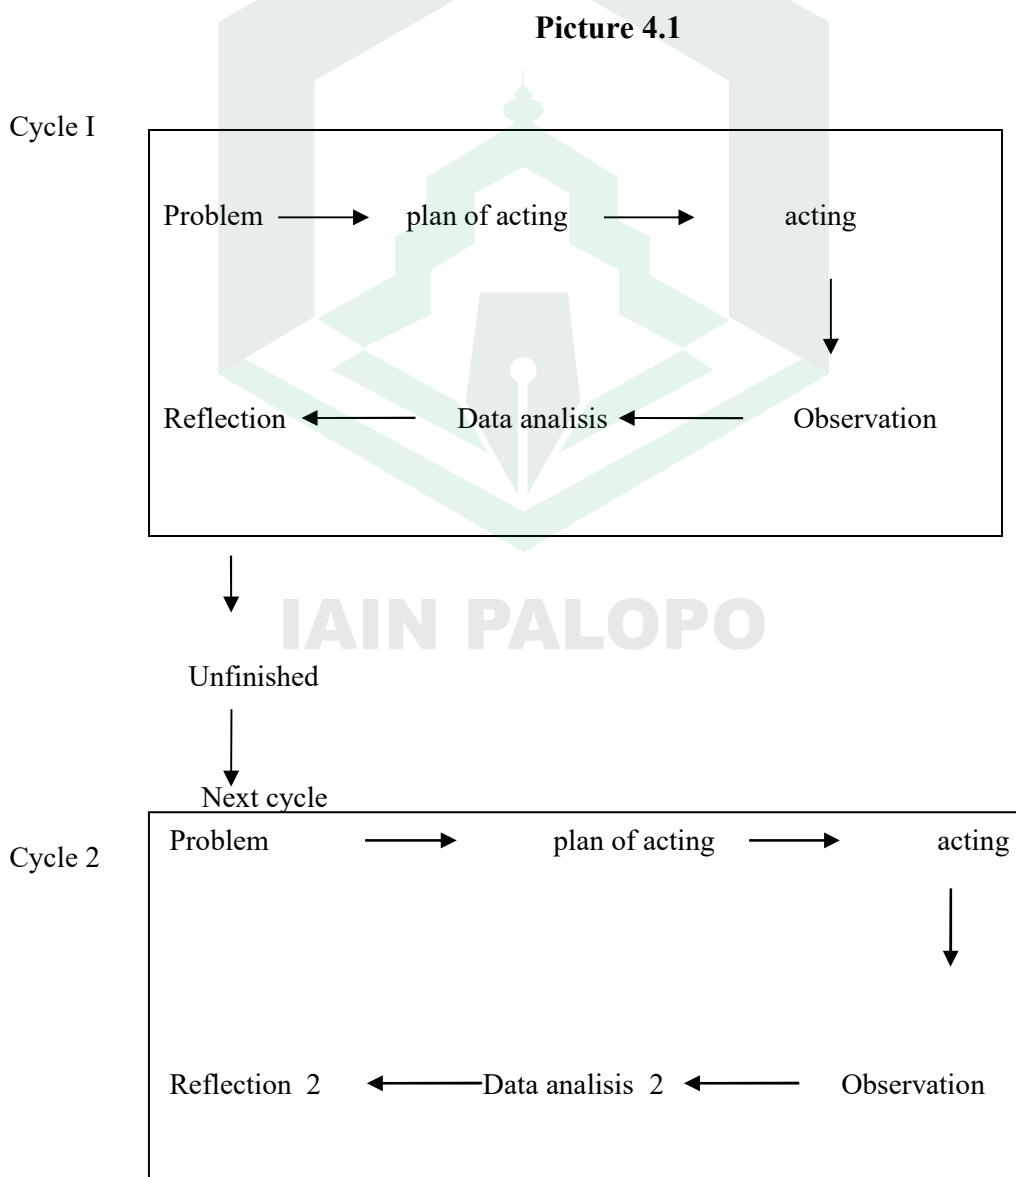 Picture 4.1
Cycle I
Problem plan of acting acting
Reflection Data analisis Observation
IAIN PALOPO
Unfinished
Next cycle
Cycle 2
Problem plan of acting acting
Reflection 2 Data analisis 2 Observation